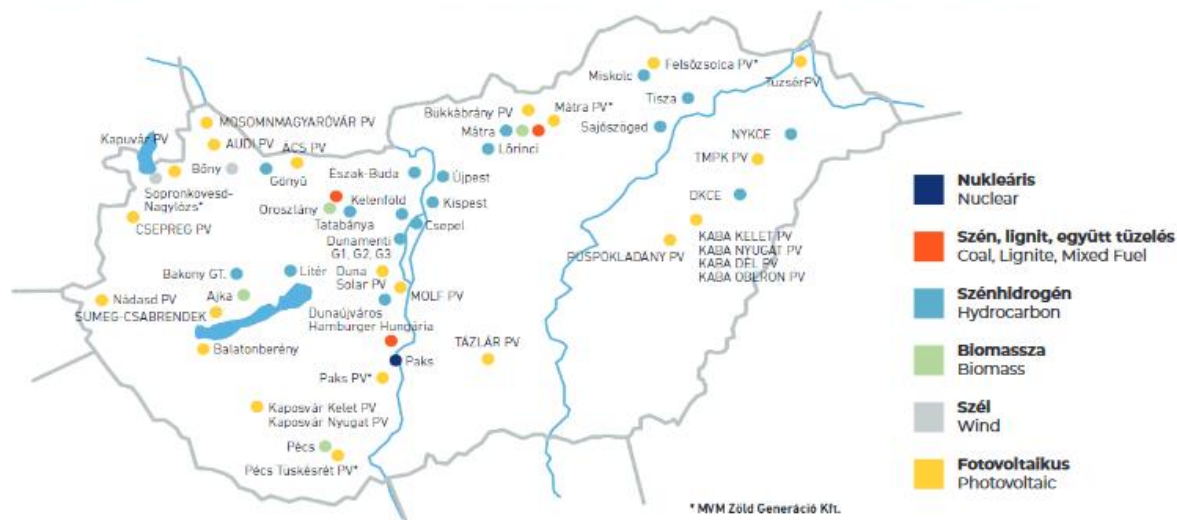 Felsőzsolca PV*
Miskolc
TuzsérPV
Tisza
Bükkábrány PV
Mátra PV*
Sajószöged
Mátra
Lőrinci
NYKCE
TMPK PV
DKCE
MOSOMNMAGYARÓVÁR PV
Kapuvár PV
AUDI PV
ÁCS PV
Bőny
Gönyű
Észak-Buda
Újpest
Sopronkovesd-
Nagylózs*
Kelenföld
Kispest
Oroszlány
Tatabánya
Csepel
CSEPREG PV
Dunamenti
G1, G2, G3
PÜSPÖKLADÁNY PV
KABA KELET PV
KABA NYUGAT PV
KABA DÉL PV
KABA OBERON PV
Bakony GT.
Litér
Duna
Solar PV
MOLF PV
Nádasd PV
Ajka
SÜMEG-CSABRENDEK
Dunaújváros
Hamburger Hungária
Balatonberény
TÁZLÁR PV
Paks
Paks PV*
Kaposvár Kelet PV
Kaposvár Nyugat PV
Pécs
Pécs Tüskésrét PV*
Nukleáris
Nuclear
Szén, lignit, együtt tüzelés
Coal, Lignite, Mixed Fuel
Szénhidrogén
Hydrocarbon
Biomassza
Biomass
Szél
Wind
Fotovoltaikus
Photovoltaic
* MVM Zöld Generáció Kft.